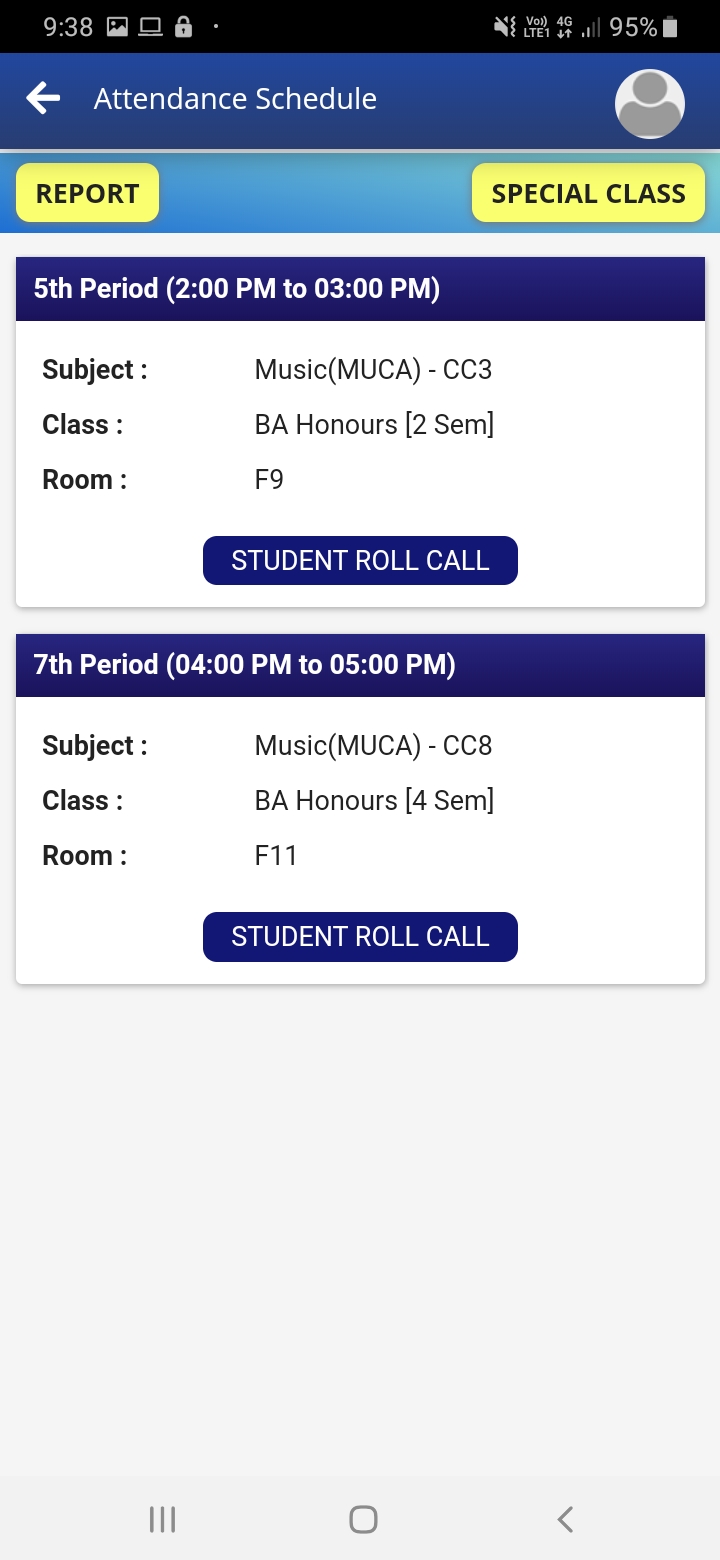 9:38
Vo)) LTE1 4G 95%
Attendance Schedule
REPORT
SPECIAL CLASS
5th Period (2:00 PM to 03:00 PM)
Subject : Music(MUCA) - CC3
Class : BA Honours [2 Sem]
Room : F9
STUDENT ROLL CALL
7th Period (04:00 PM to 05:00 PM)
Subject : Music(MUCA) - CC8
Class : BA Honours [4 Sem]
Room : F11
STUDENT ROLL CALL